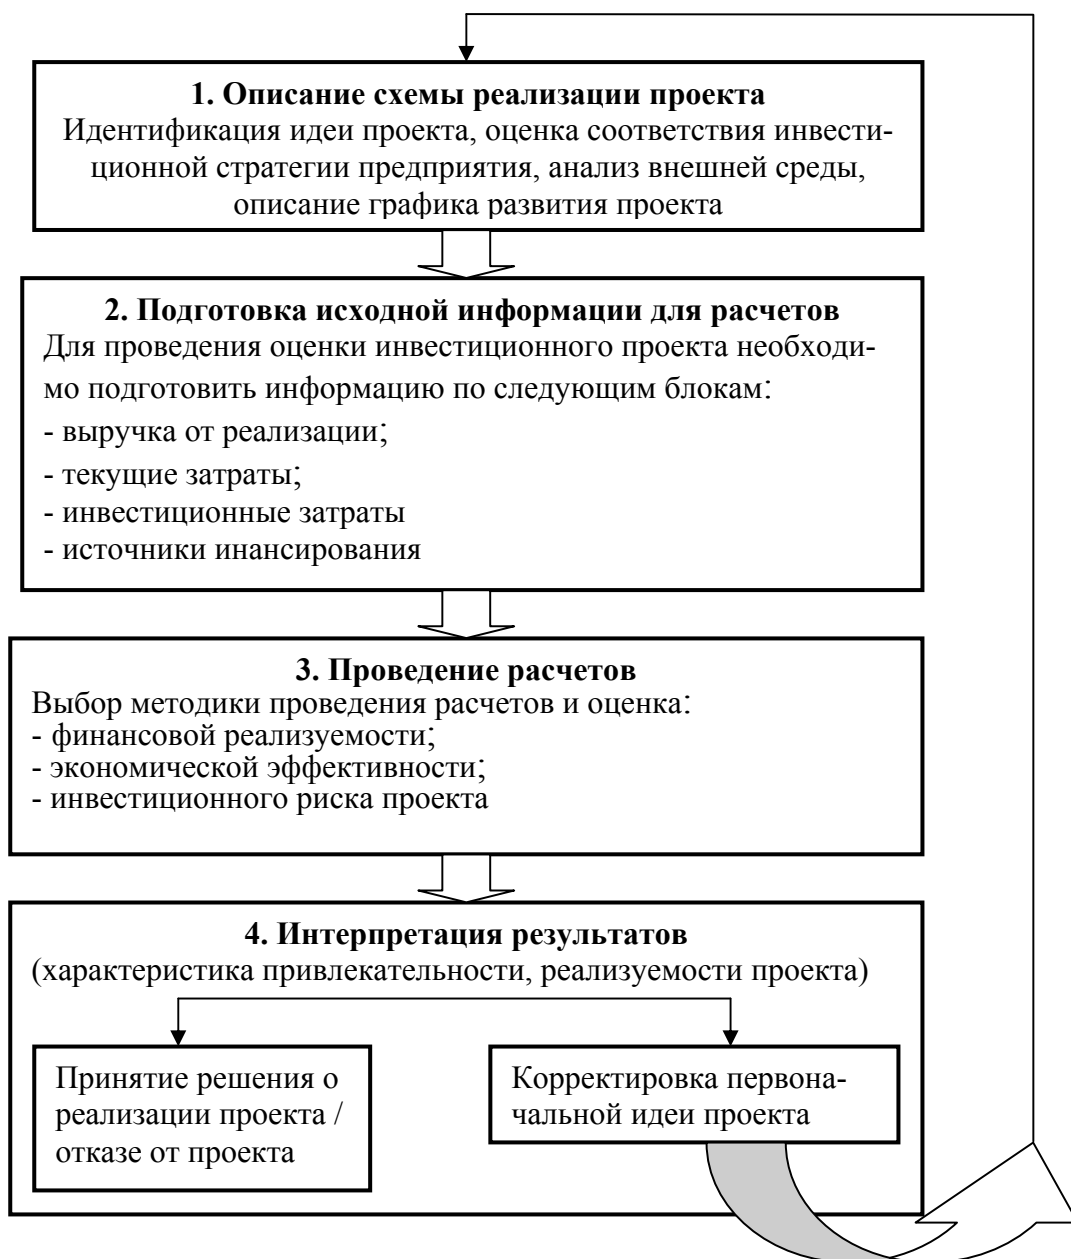 1. Описание схемы реализации проекта
Идентификация идеи проекта, оценка соответствия инвести-
ционной стратегии предприятия, анализ внешней среды,
описание графика развития проекта
2. Подготовка исходной информации для расчетов
Для проведения оценки инвестиционного проекта необходи-
мо подготовить информацию по следующим блокам:
- выручка от реализации;
- текущие затраты;
- инвестиционные затраты
- источники инансирования
3. Проведение расчетов
Выбор методики проведения расчетов и оценка:
- финансовой реализуемости;
- экономической эффективности;
- инвестиционного риска проекта
4. Интерпретация результатов
(характеристика привлекательности, реализуемости проекта)
Принятие решения о
реализации проекта /
отказе от проекта
Корректировка первона-
чальной идеи проекта